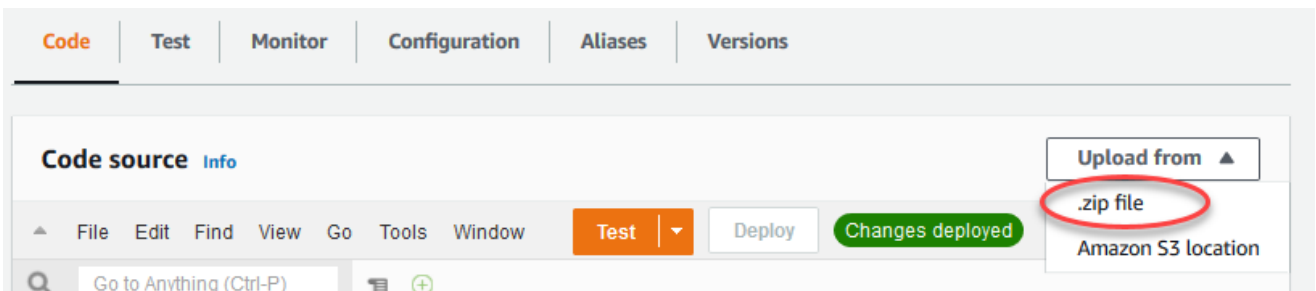 Code Test Monitor Configuration Aliases Versions
Code source Info
Upload from
.zip file
File Edit Find View Go Tools Window Test Deploy Changes deployed
Amazon S3 location
Go to Anything (Ctrl-P)